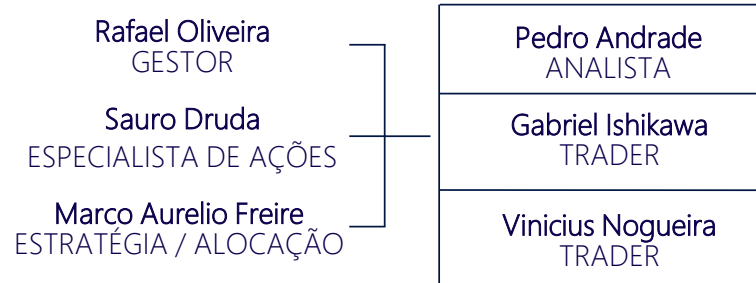 Rafael Oliveira
GESTOR
Sauro Druda
ESPECIALISTA DE AÇÕES
Marco Aurelio Freire
ESTRATÉGIA / ALOCAÇÃO
Pedro Andrade
ANALISTA
Gabriel Ishikawa
TRADER
Vinicius Nogueira
TRADER